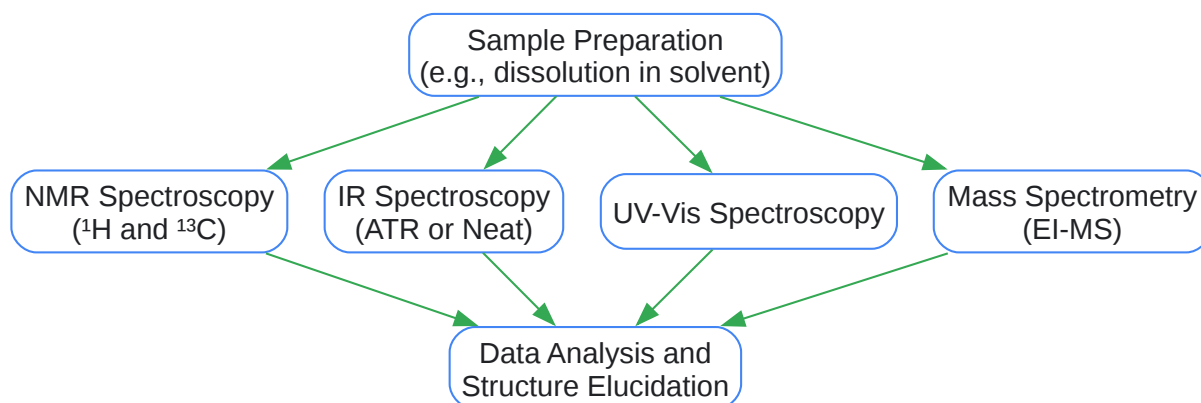 Sample Preparation
(e.g., dissolution in solvent)
NMR Spectroscopy
(¹H and ¹³C)
IR Spectroscopy
(ATR or Neat)
UV-Vis Spectroscopy
Mass Spectrometry
(EI-MS)
Data Analysis and
Structure Elucidation